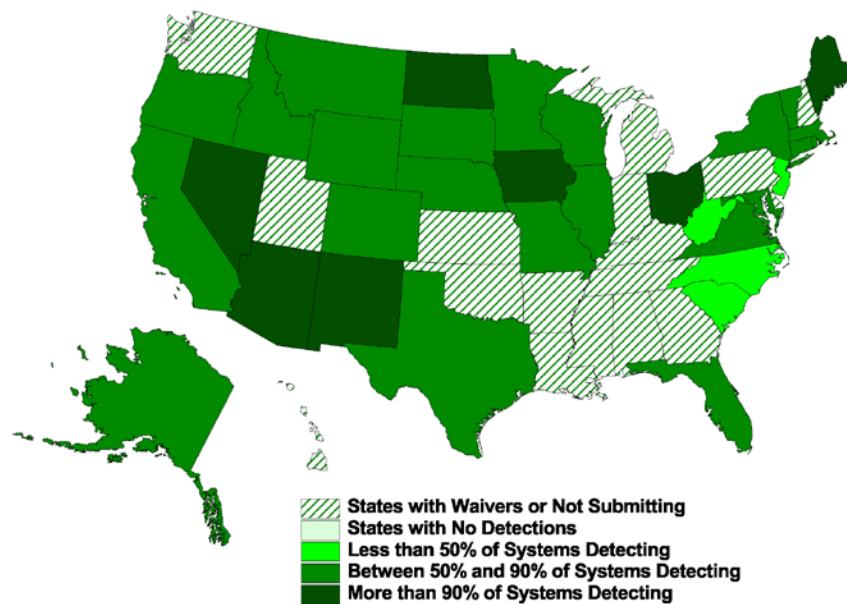 States with Waivers or Not Submitting
States with No Detections
Less than 50% of Systems Detecting
Between 50% and 90% of Systems Detecting
More than 90% of Systems Detecting